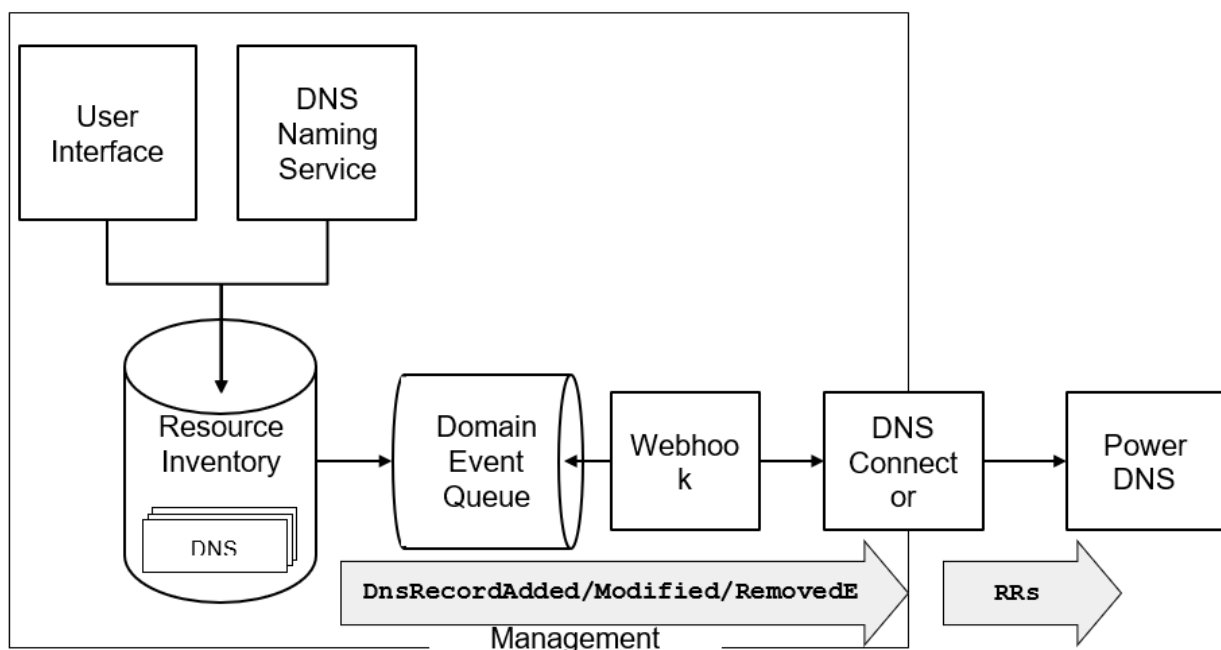 User
Interface
DNS
Naming
Service
Resource
Inventory
DNS
Domain
Event
Queue
Webhoo
k
DNS
Connect
or
Power
DNS
DnsRecordAdded/Modified/RemovedE
RRs
Management